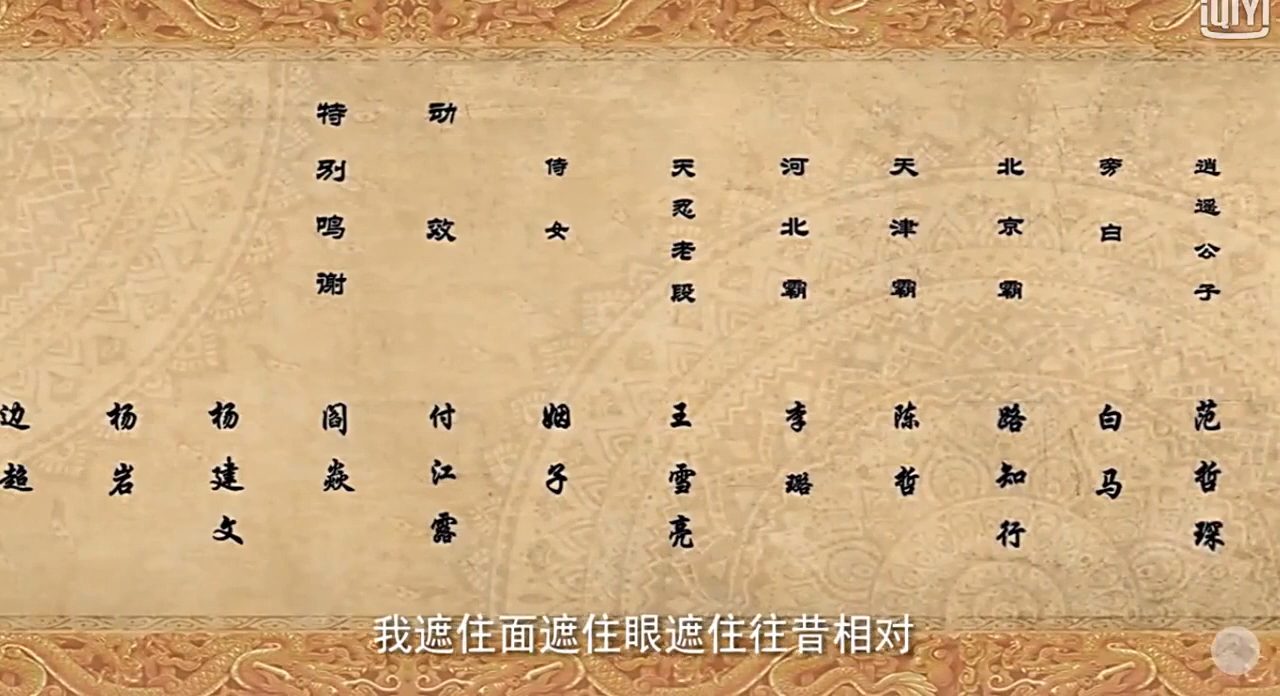 逍遥公子 范哲琛
旁白 白马
北京霸 路知行
天津霸 陈哲
河北霸 李璐
天忍老段 王雪亮
侍女 姻子
动效 付江露
特别鸣谢 阎焱
杨建文
杨岩
边超
我遮住面遮住眼遮住往昔相对
iQIYI